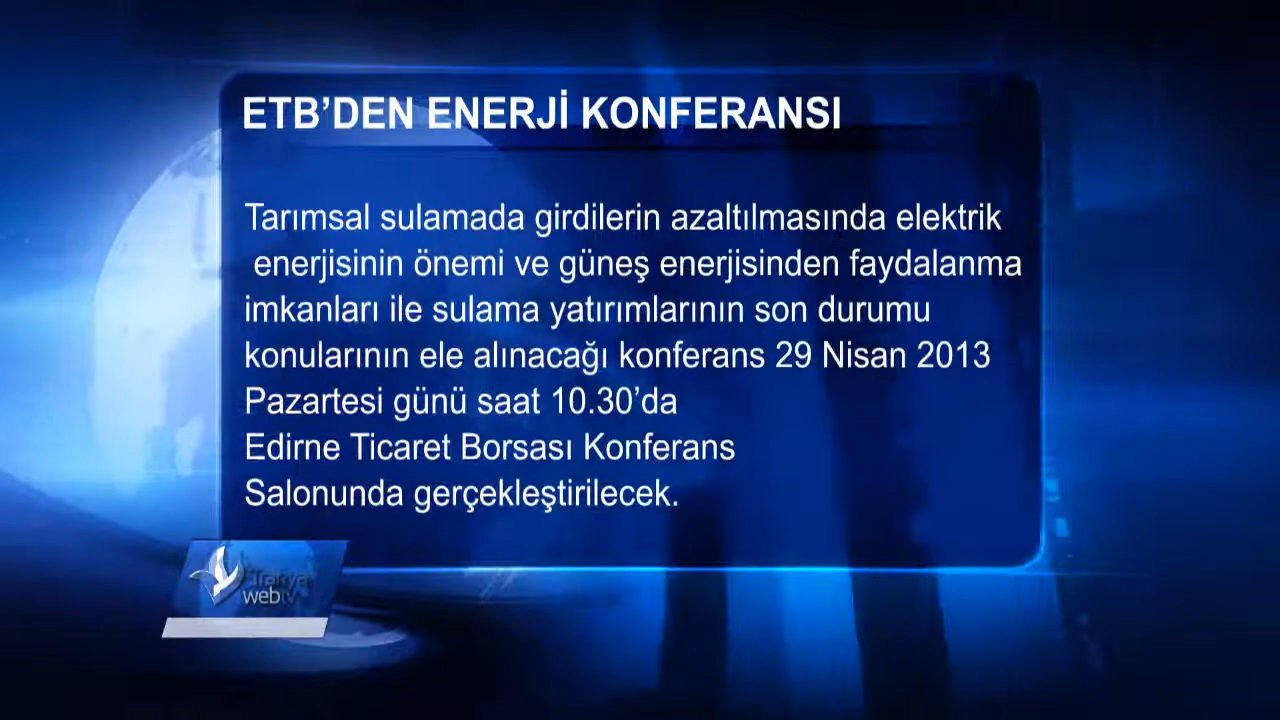 ETB’DEN ENERJİ KONFERANSI
Tarımsal sulamada girdilerin azaltılmasında elektrik
enerjisinin önemi ve güneş enerjisinden faydalanma
imkanları ile sulama yatırımlarının son durumu
konularının ele alınacağı konferans 29 Nisan 2013
Pazartesi günü saat 10.30’da
Edirne Ticaret Borsası Konferans
Salonunda gerçekleştirilecek.
Trakya
webtv